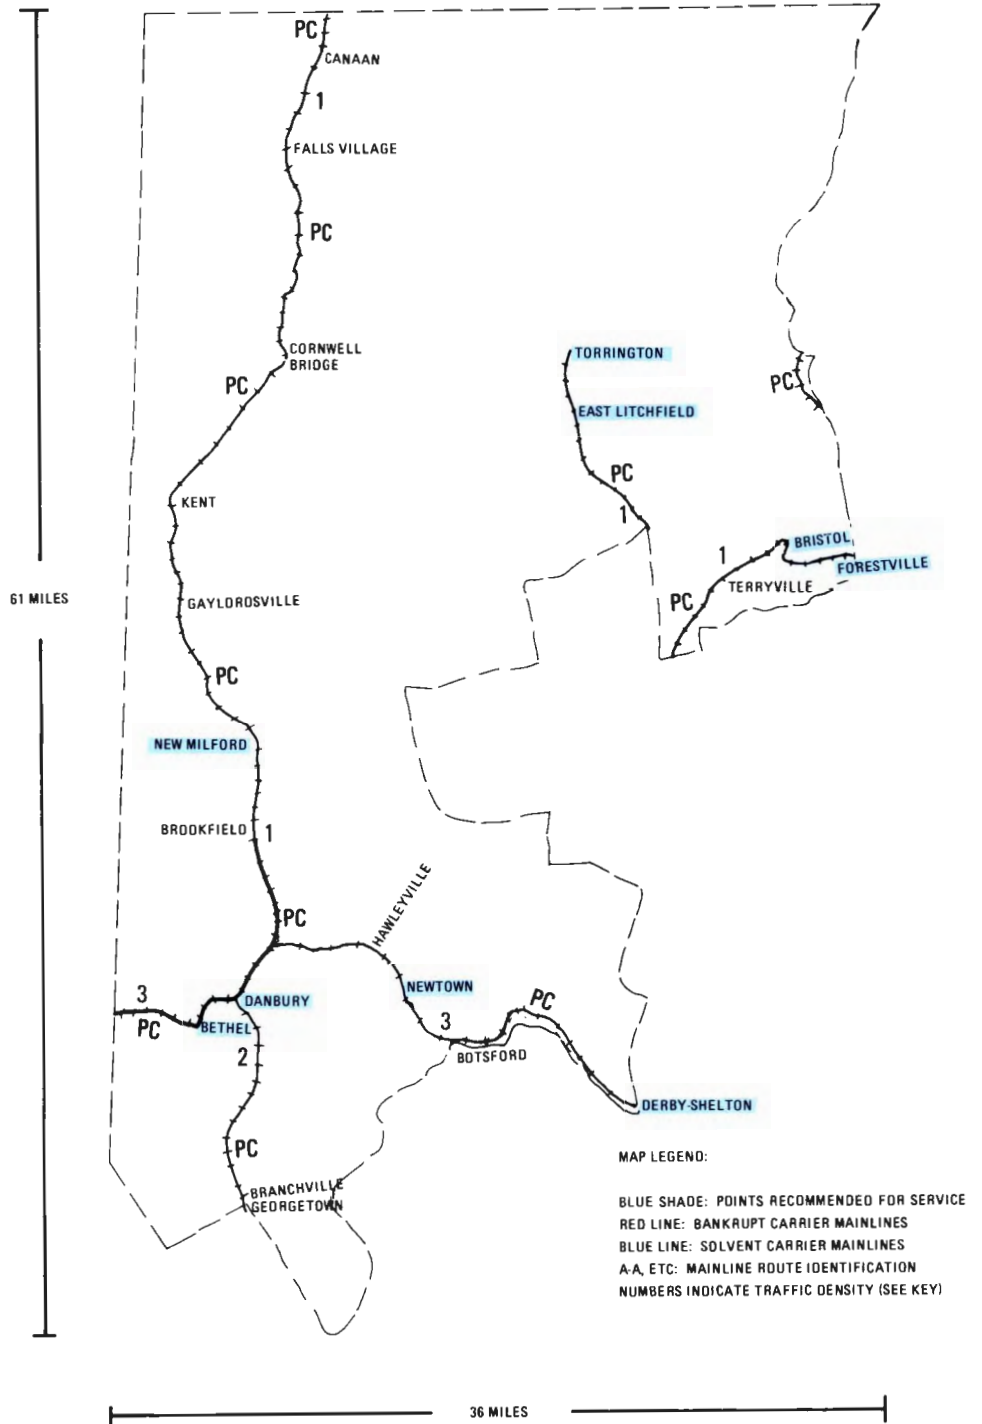 PC
CANAAN
1
FALLS VILLAGE
PC
CORNWELL
BRIDGE
PC
TORRINGTON
PC
EAST LITCHFIELD
PC
1
KENT
BRISTOL
1
FORESTVILLE
TERRYVILLE
PC
61 MILES
GAYLORDSVILLE
PC
NEW MILFORD
BROOKFIELD
1
HAWLEYVILLE
PC
NEWTOWN
3
PC
DANBURY
BETHEL
PC
3
BOTSFORD
2
DERBY-SHELTON
PC
BRANCHVILLE
GEORGETOWN
MAP LEGEND:
BLUE SHADE: POINTS RECOMMENDED FOR SERVICE
RED LINE: BANKRUPT CARRIER MAINLINES
BLUE LINE: SOLVENT CARRIER MAINLINES
A-A, ETC: MAINLINE ROUTE IDENTIFICATION
NUMBERS INDICATE TRAFFIC DENSITY (SEE KEY)
36 MILES